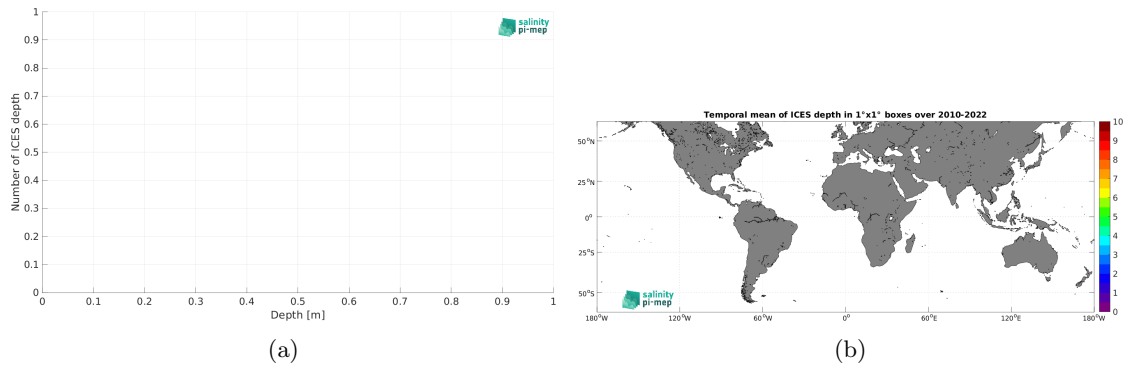 1
0.9
0.8
0.7
0.6
0.5
0.4
0.3
0.2
0.1
0
Number of ICES depth
0 0.1 0.2 0.3 0.4 0.5 0.6 0.7 0.8 0.9 1
Depth [m]
salinity
pi-mep
(a)
Temporal mean of ICES depth in 1°x1° boxes over 2010-2022
50°N
25°N
0°
25°S
50°S
180°W 120°W 60°W 0° 60°E 120°E 180°W
10
9
8
7
6
5
4
3
2
1
0
salinity
pi-mep
(b)